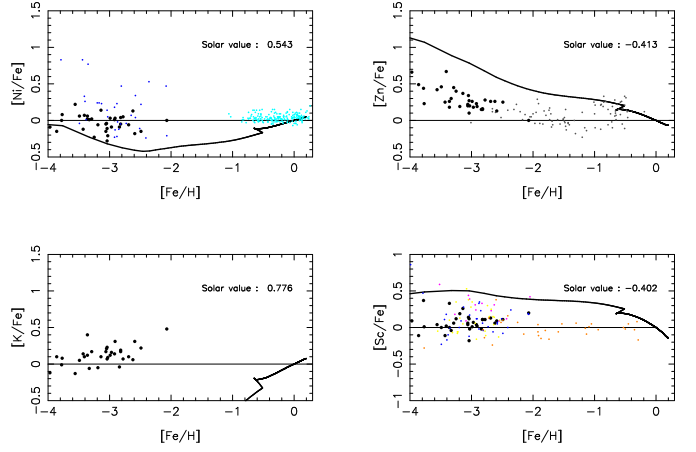 1.5
1
0.5
0
0.5
[Ni/Fe]
Solar value : 0.543
−4 −3 −2 −1 0
[Fe/H]
1.5
1
0.5
0
0.5
[Zn/Fe]
Solar value : −0.413
−4 −3 −2 −1 0
[Fe/H]
1.5
1
0.5
0
0.5
[K/Fe]
Solar value : 0.776
−4 −3 −2 −1 0
[Fe/H]
1
0.5
0
−0.5
−1
[Sc/Fe]
Solar value : −0.402
−4 −3 −2 −1 0
[Fe/H]